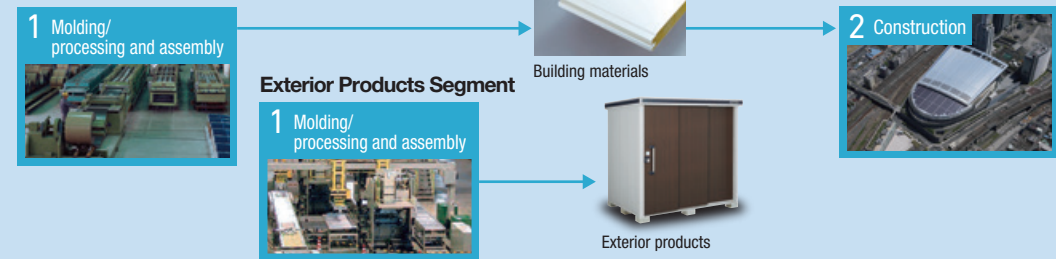 1 Molding/
processing and assembly
Building materials
2 Construction
Exterior Products Segment
1 Molding/
processing and assembly
Exterior products